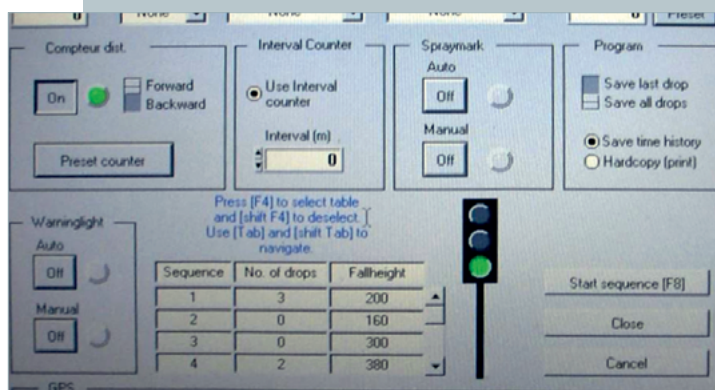 0
None
None
None
0
Preset
Compteur dist.
On
Forward
Backward
Preset counter
Interval Counter
Use Interval
counter
Interval (m)
0
Spraymark
Auto
Off
Manual
Off
Program
Save last drop
Save all drops
Save time history
Hardcopy (print)
Warninglight
Auto
Off
Manual
Off
Press [F4] to select table
and [shift F4] to deselect.
Use [Tab] and [shift Tab] to
navigate.
Sequence No. of drops Fallheight
1 3 200
2 0 160
3 0 300
4 2 380
Start sequence [F8]
Close
Cancel
GPS